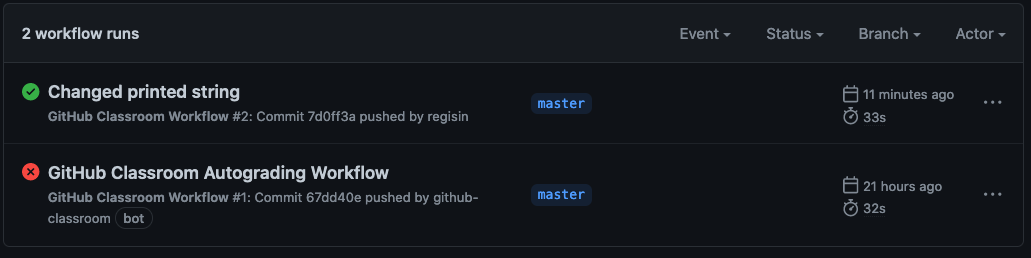 2 workflow runs
Event Status Branch Actor
Changed printed string
GitHub Classroom Workflow #2: Commit 7d0ff3a pushed by regisin
master
11 minutes ago
33s
GitHub Classroom Autograding Workflow
GitHub Classroom Workflow #1: Commit 67dd40e pushed by github-
classroom bot
master
21 hours ago
32s